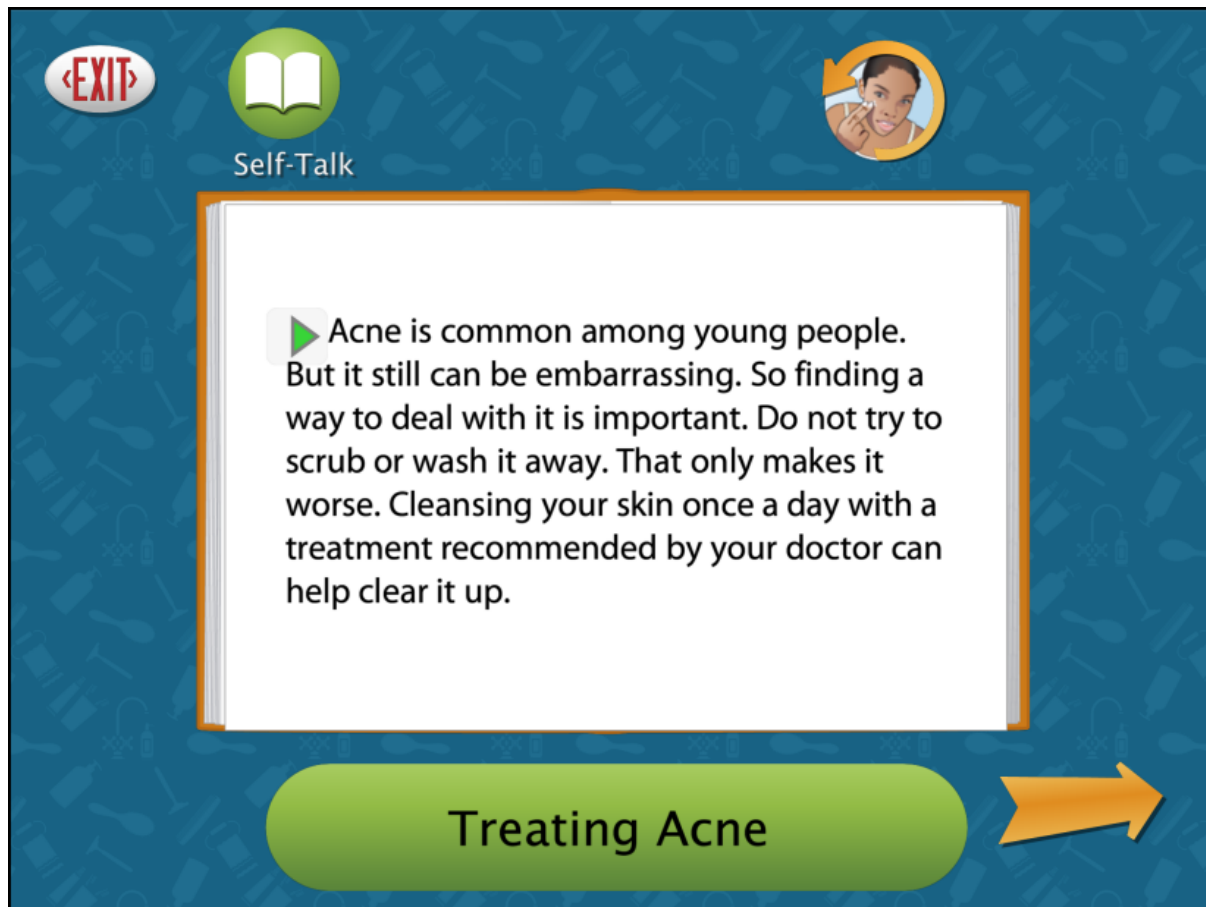 ‹EXIT›
Self-Talk
Acne is common among young people.
But it still can be embarrassing. So finding a
way to deal with it is important. Do not try to
scrub or wash it away. That only makes it
worse. Cleansing your skin once a day with a
treatment recommended by your doctor can
help clear it up.
Treating Acne